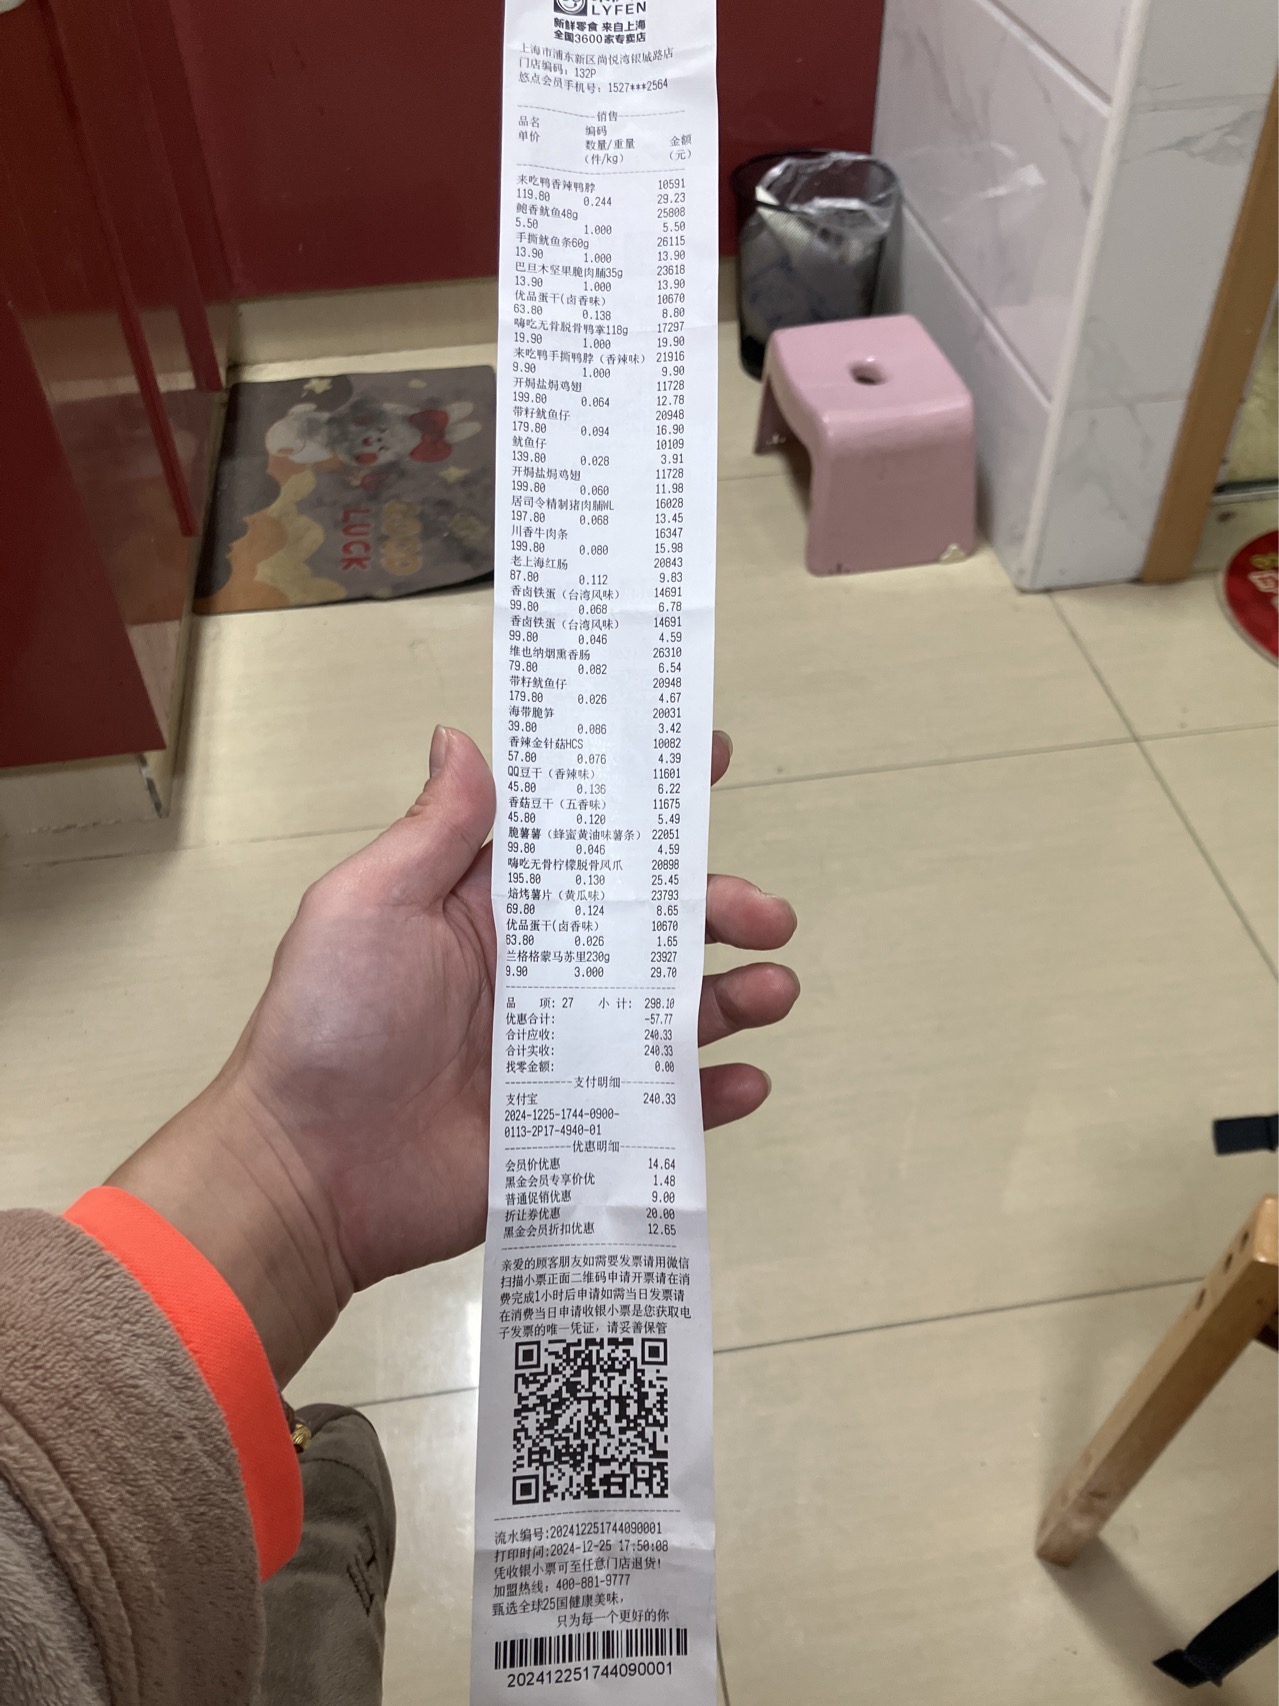 LYFEN
新鲜零食 来自上海
全国3600家专卖店
上海市浦东新区尚悦湾银城路店
门店编码：132P
悠点会员手机号：1527***2564
销售
品名 编码 金额
单价 数量/重量 (元)
(件/kg)
来吃鸭香辣鸭脖 10591
119.80 0.244 29.23
鲍香鱿鱼48g 25808
5.50 1.000 5.50
手撕鱿鱼条60g 26115
13.90 1.000 13.90
巴旦木坚果脆肉脯35g 23618
13.90 1.000 13.90
优品蛋干(卤香味) 10670
63.80 0.138 8.80
嗨吃无骨脱骨鸭掌118g 17297
19.90 1.000 19.90
来吃鸭手撕鸭脖（香辣味） 21916
9.90 1.000 9.90
开焗盐焗鸡翅 11728
199.80 0.064 12.78
带籽鱿鱼仔 20948
179.80 0.094 16.90
鱿鱼仔 10109
139.80 0.028 3.91
开焗盐焗鸡翅 11728
199.80 0.060 11.98
居司令精制猪肉脯WL 16028
197.80 0.068 13.45
川香牛肉条 16347
199.80 0.080 15.98
老上海红肠 20843
87.80 0.112 9.83
香卤铁蛋（台湾风味） 14691
99.80 0.068 6.78
香卤铁蛋（台湾风味） 14691
99.80 0.046 4.59
维也纳烟熏香肠 26310
79.80 0.082 6.54
带籽鱿鱼仔 20948
179.80 0.026 4.67
海带脆笋 20031
39.80 0.086 3.42
香辣金针菇HCS 10082
57.80 0.076 4.39
QQ豆干（香辣味） 11601
45.80 0.136 6.22
香菇豆干（五香味） 11675
45.80 0.120 5.49
脆薯薯（蜂蜜黄油味薯条） 22051
99.80 0.046 4.59
嗨吃无骨柠檬脱骨凤爪 20898
195.80 0.130 25.45
焙烤薯片（黄瓜味） 23793
69.80 0.124 8.65
优品蛋干(卤香味) 10670
63.80 0.026 1.65
兰格格蒙马苏里230g 23927
9.90 3.000 29.70
品 项: 27 小 计: 298.10
优惠合计: -57.77
合计应收: 240.33
合计实收: 240.33
找零金额: 0.00
支付明细
支付宝 240.33
2024-1225-1744-0900-
0113-2P17-4940-01
优惠明细
会员价优惠 14.64
黑金会员专享价优 1.48
普通促销优惠 9.00
折让券优惠 20.00
黑金会员折扣优惠 12.65
亲爱的顾客朋友如需要发票请用微信
扫描小票正面二维码申请开票请在消
费完成1小时后申请如需当日发票请
在消费当日申请收银小票是您获取电
子发票的唯一凭证，请妥善保管
流水编号:202412251744090001
打印时间:2024-12-25 17:50:08
凭收银小票可至任意门店退货!
加盟热线：400-881-9777
甄选全球25国健康美味，
只为每一个更好的你
202412251744090001
GOOD
LUCK